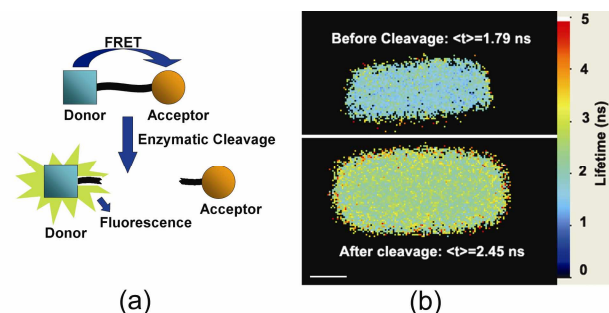 FRET
Donor
Acceptor
Enzymatic Cleavage
Donor
Fluorescence
Acceptor
(a)
Before Cleavage: <t>=1.79 ns
After cleavage: <t>=2.45 ns
5
4
3
2
1
0
Lifetime (ns)
(b)